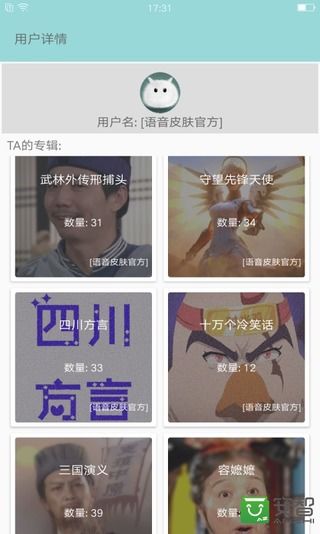 17:31
用户详情
用户名: [语音皮肤官方]
TA的专辑:
武林外传邢捕头
数量: 31
[语音皮肤官方]
守望先锋天使
数量: 34
[语音皮肤官方]
四川
方言
四川方言
数量: 33
[语音皮肤官方]
十万个冷笑话
数量: 12
[语音皮肤官方]
三国演义
数量: 39
容嬷嬷
数量:
安智